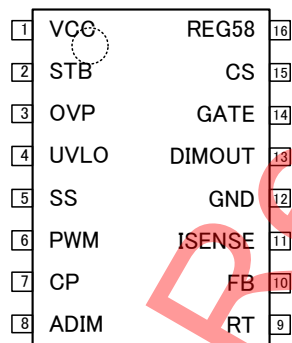 1 VCC REG58 16
2 STB CS 15
3 OVP GATE 14
4 UVLO DIMOUT 13
5 SS GND 12
6 PWM ISENSE 11
7 CP FB 10
8 ADIM RT 9